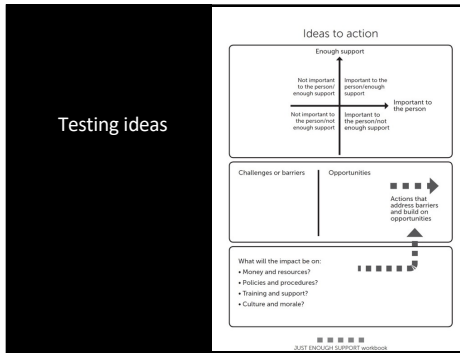 Testing ideas
Ideas to action
Enough support
Not important
to the person/
enough support
Important to the
person/enough
support
Important to
the person
Not important to
the person/not
enough support
Important to
the person/not
enough support
Challenges or barriers
Opportunities
Actions that
address barriers
and build on
opportunities
What will the impact be on:
• Money and resources?
• Policies and procedures?
• Training and support?
• Culture and morale?
JUST ENOUGH SUPPORT workbook